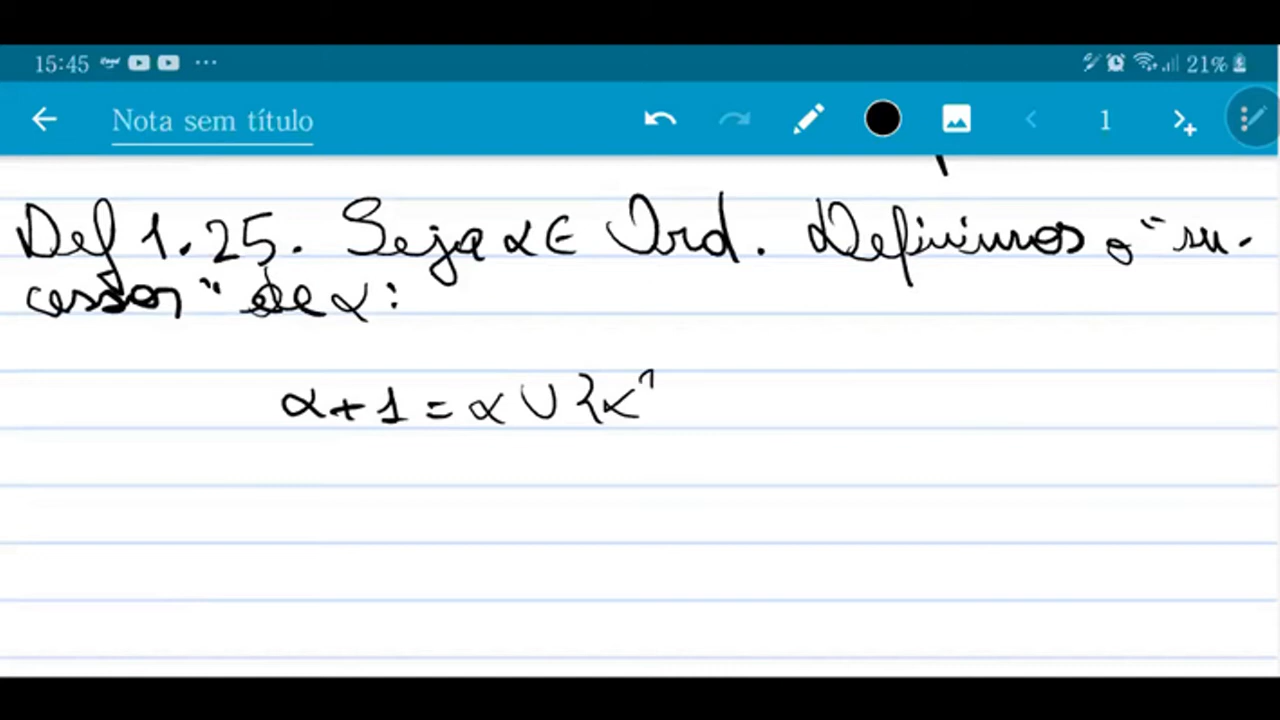 15:45 ... 21%
Nota sem título 1
Def 1.25. Seja α ∈ Ord. Definimos o "su-
cessor" de α:
α + 1 = α ∪ {α